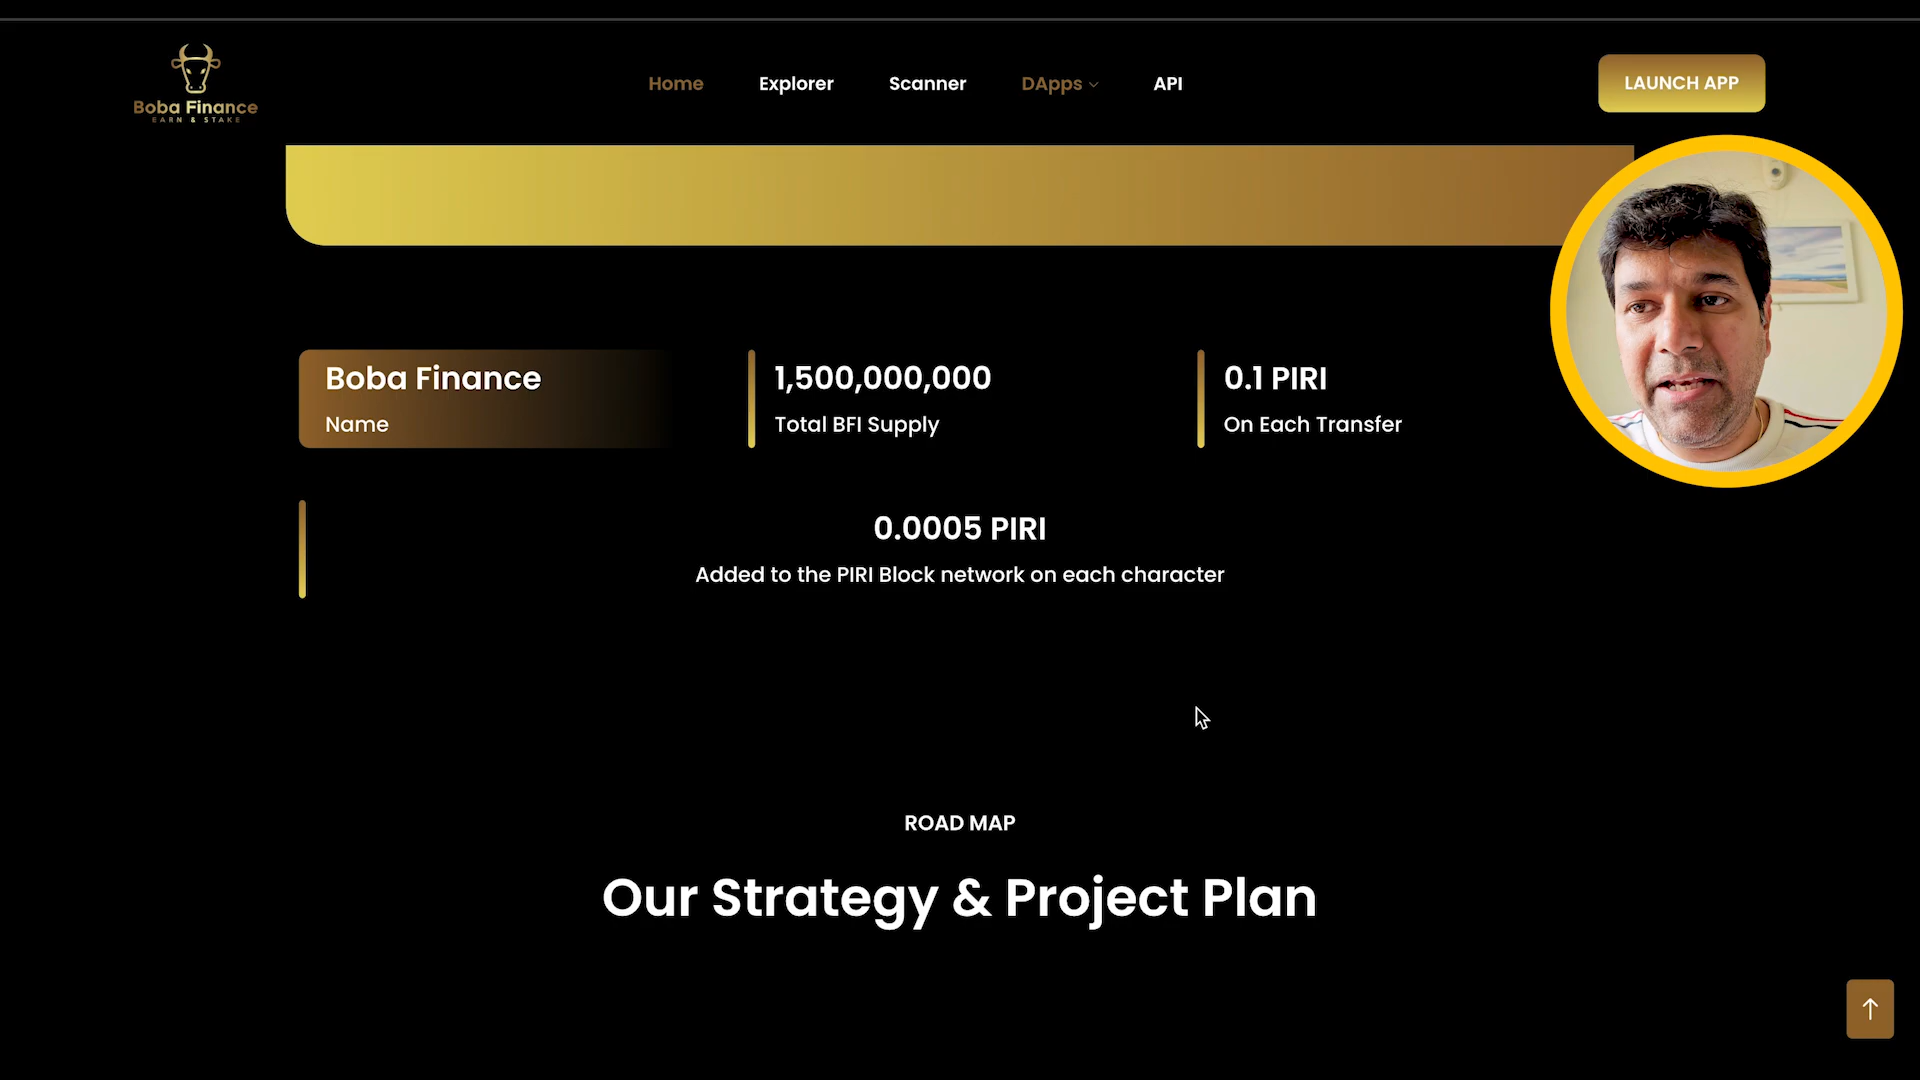 Boba Finance
EARN & STAKE
Home
Explorer
Scanner
DApps
API
LAUNCH APP
Boba Finance
Name
1,500,000,000
Total BFI Supply
0.1 PIRI
On Each Transfer
0.0005 PIRI
Added to the PIRI Block network on each character
ROAD MAP
Our Strategy & Project Plan